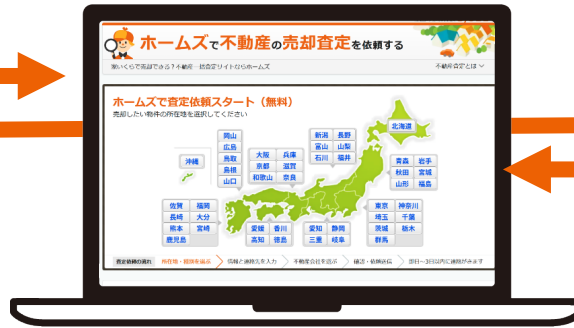 ホームズで不動産の売却査定を依頼する
家いくらで売却できる？不動産一括査定サイトならホームズ
不動産査定とは
ホームズで査定依頼スタート（無料）
売却したい物件の所在地を選択してください
北海道
岡山
広島
鳥取
島根
山口
沖縄
大阪 兵庫
京都 滋賀
和歌山 奈良
新潟 長野
富山 山梨
石川 福井
青森 岩手
秋田 宮城
山形 福島
佐賀 福岡
長崎 大分
熊本 宮崎
鹿児島
愛媛 香川
高知 徳島
愛知 静岡
三重 岐阜
東京 神奈川
埼玉 千葉
茨城 栃木
群馬
査定依頼の流れ 所在地・種類を選ぶ 情報と連絡先を入力 不動産会社を選ぶ 確認・依頼送信 即日〜3日以内に連絡がきます